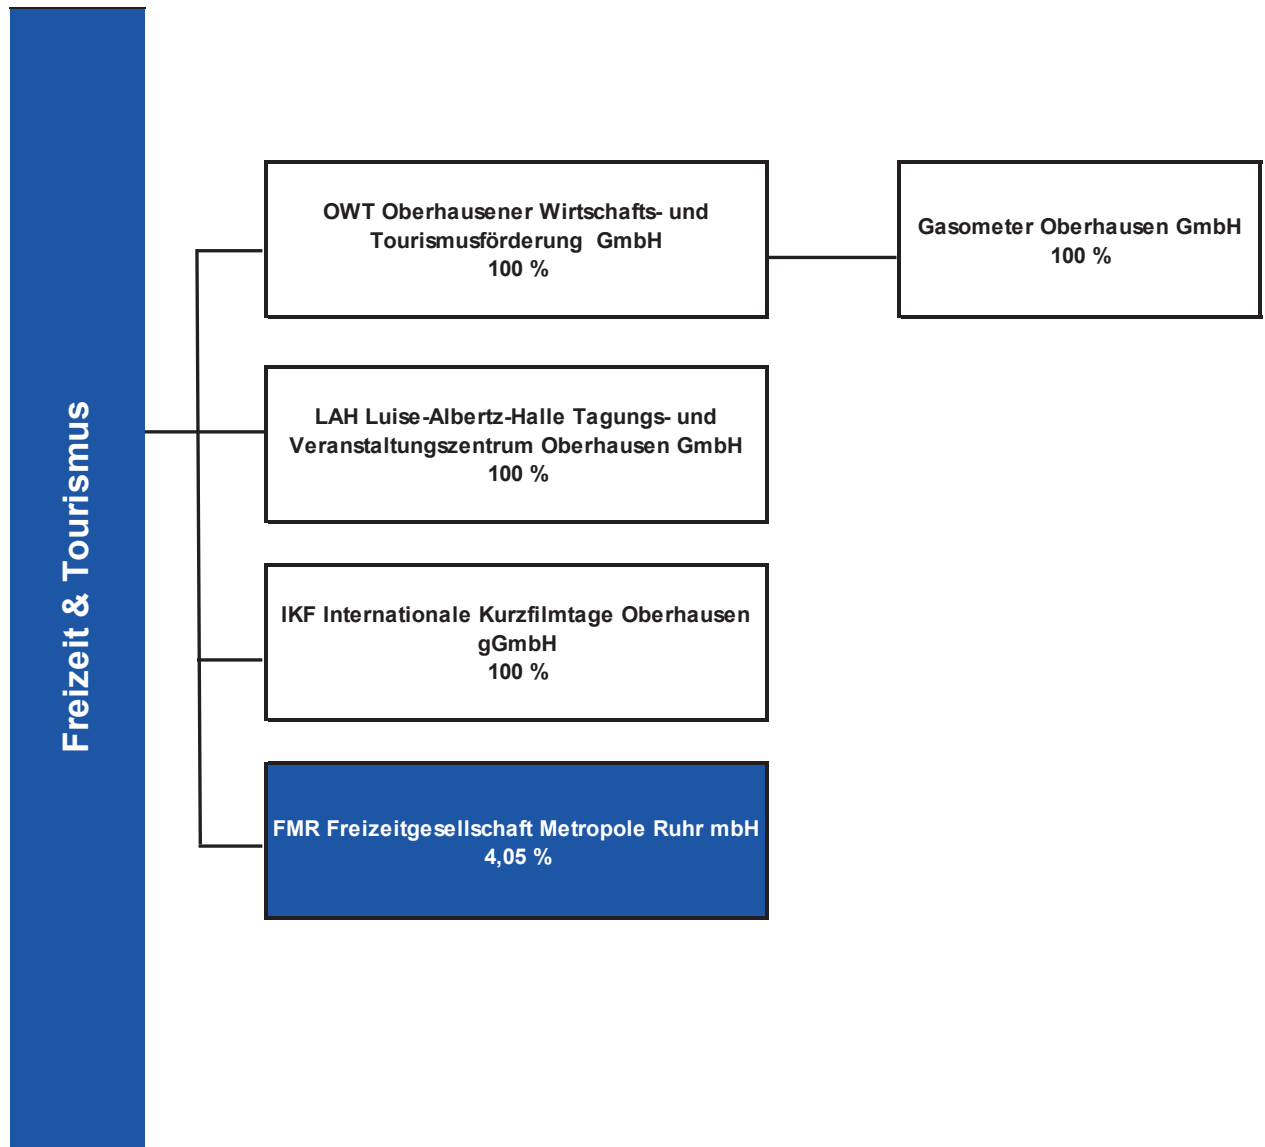 Freizeit & Tourismus
OWT Oberhausener Wirtschafts- und
Tourismusförderung GmbH
100 %
Gasometer Oberhausen GmbH
100 %
LAH Luise-Albertz-Halle Tagungs- und
Veranstaltungszentrum Oberhausen GmbH
100 %
IKF Internationale Kurzfilmtage Oberhausen
gGmbH
100 %
FMR Freizeitgesellschaft Metropole Ruhr mbH
4,05 %